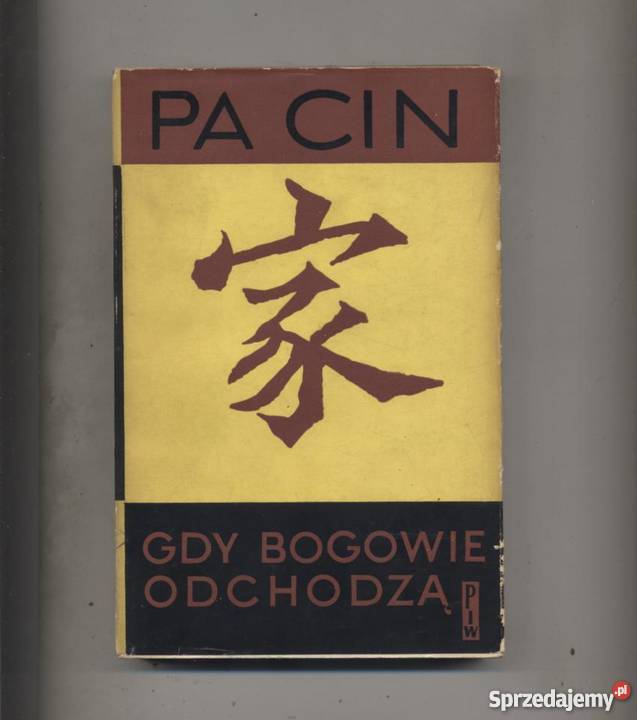 PA CIN
家
GDY BOGOWIE
ODCHODZĄ
PIW
Sprzedajemy.pl